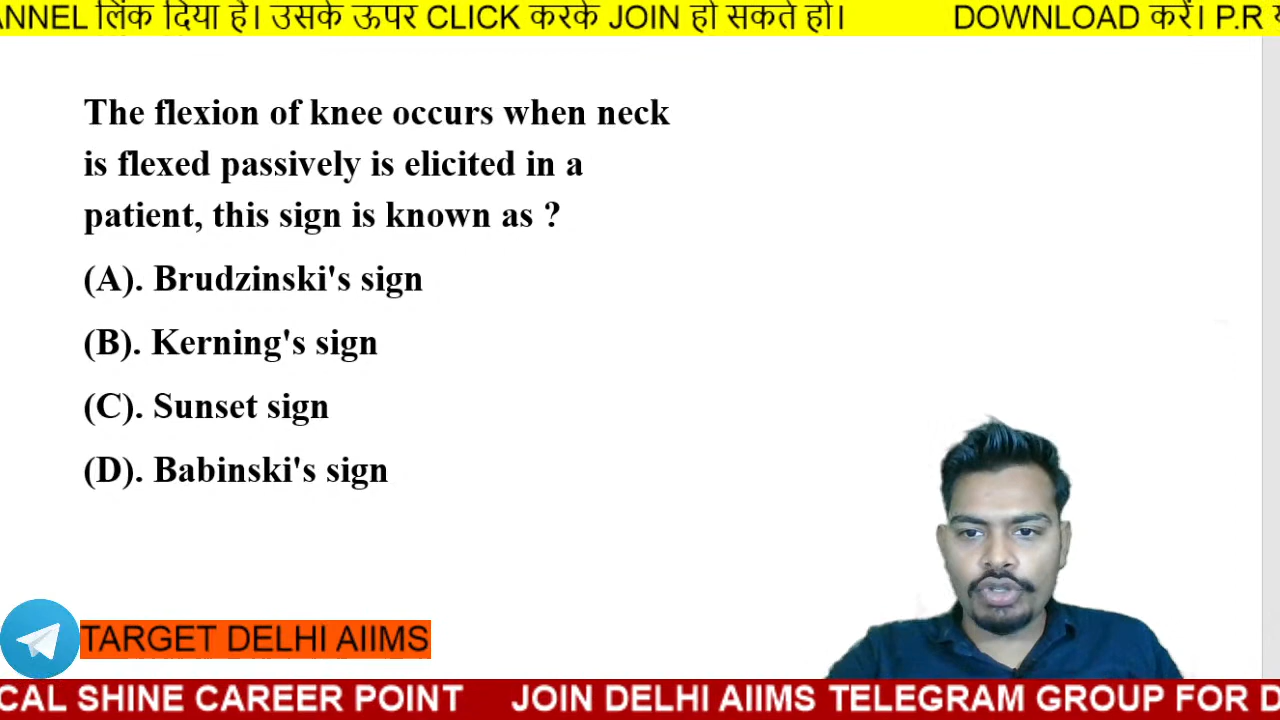 ANNEL लिंक दिया है। उसके ऊपर CLICK करके JOIN हो सकते हो। DOWNLOAD करें। P.R
The flexion of knee occurs when neck
is flexed passively is elicited in a
patient, this sign is known as ?
(A). Brudzinski's sign
(B). Kerning's sign
(C). Sunset sign
(D). Babinski's sign
TARGET DELHI AIIMS
CAL SHINE CAREER POINT JOIN DELHI AIIMS TELEGRAM GROUP FOR D